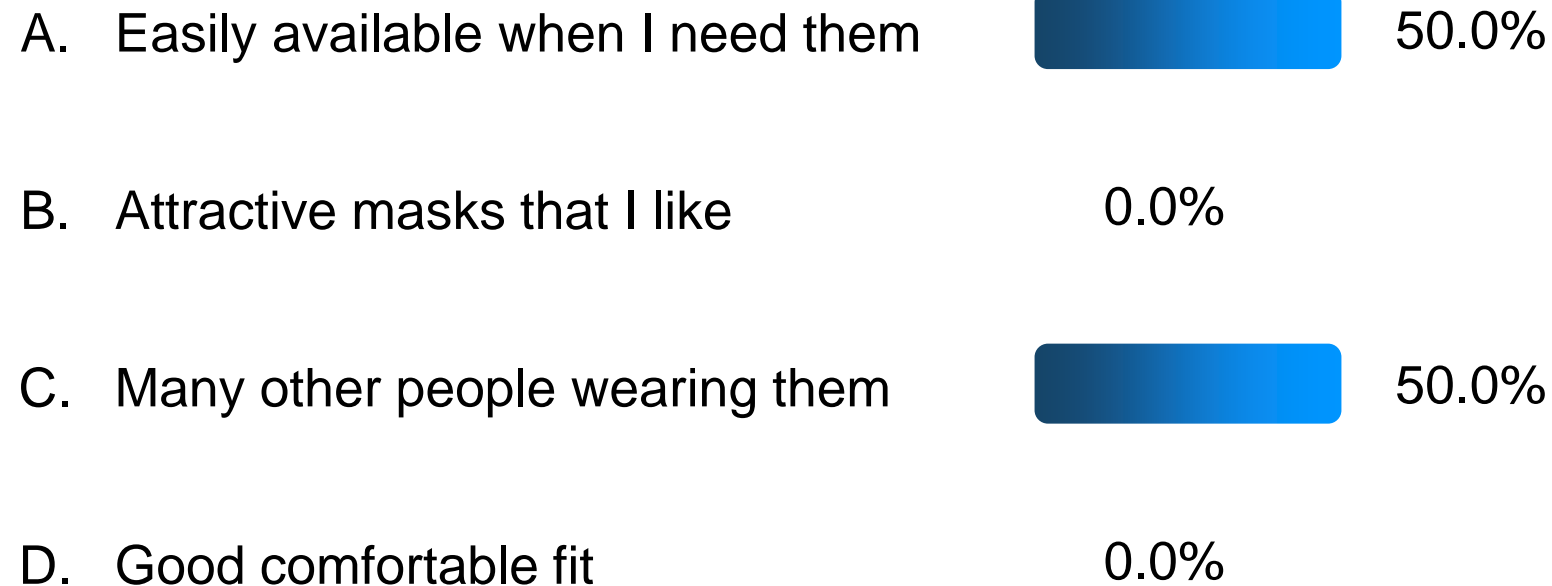 A. Easily available when I need them 50.0%
B. Attractive masks that I like 0.0%
C. Many other people wearing them 50.0%
D. Good comfortable fit 0.0%